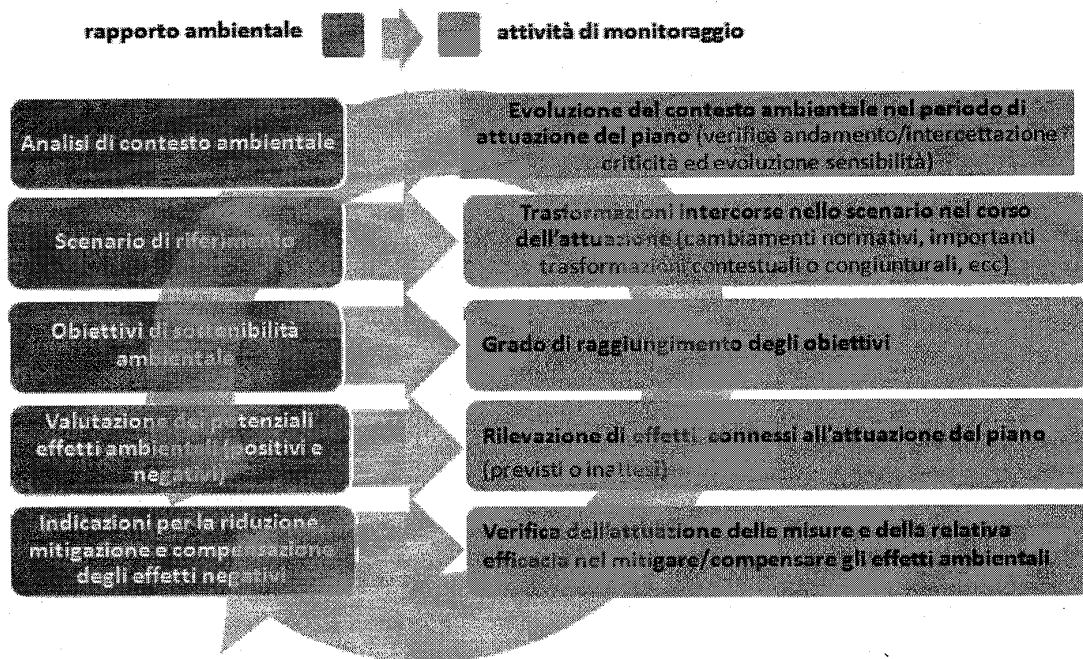 rapporto ambientale
attività di monitoraggio
Analisi di contesto ambientale
Evoluzione del contesto ambientale nel periodo di
attuazione del piano (verifica andamento/intercettazione
criticità ed evoluzione sensibilità)
Scenario di riferimento
Trasformazioni intercorse nello scenario nel corso
dell'attuazione (cambiamenti normativi, importanti
trasformazioni contestuali o congiunturali, ecc)
Obiettivi di sostenibilità
ambientale
Grado di raggiungimento degli obiettivi
Valutazione dei potenziali
effetti ambientali (positivi e
negativi)
Rilevazione di effetti connessi all'attuazione del piano
(previsti o inattesi)
Indicazioni per la riduzione
mitigazione e compensazione
degli effetti negativi
Verifica dell'attuazione delle misure e della relativa
efficacia nel mitigare/compensare gli effetti ambientali